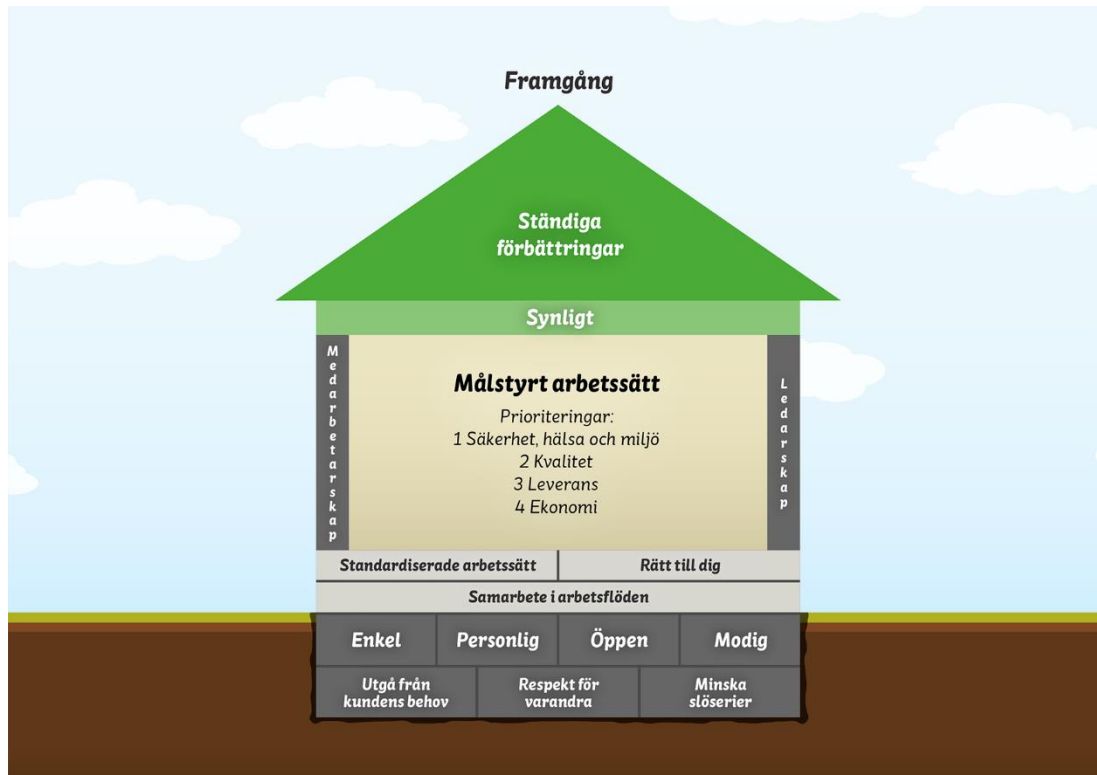 Framgång
Ständiga
förbättringar
Synligt
Medarbetarskap
Målstyrt arbetssätt
Prioriteringar:
1 Säkerhet, hälsa och miljö
2 Kvalitet
3 Leverans
4 Ekonomi
Ledarskap
Standardiserade arbetssätt
Rätt till dig
Samarbete i arbetsflöden
Enkel
Personlig
Öppen
Modig
Utgå från
kundens behov
Respekt för
varandra
Minska
slöserier